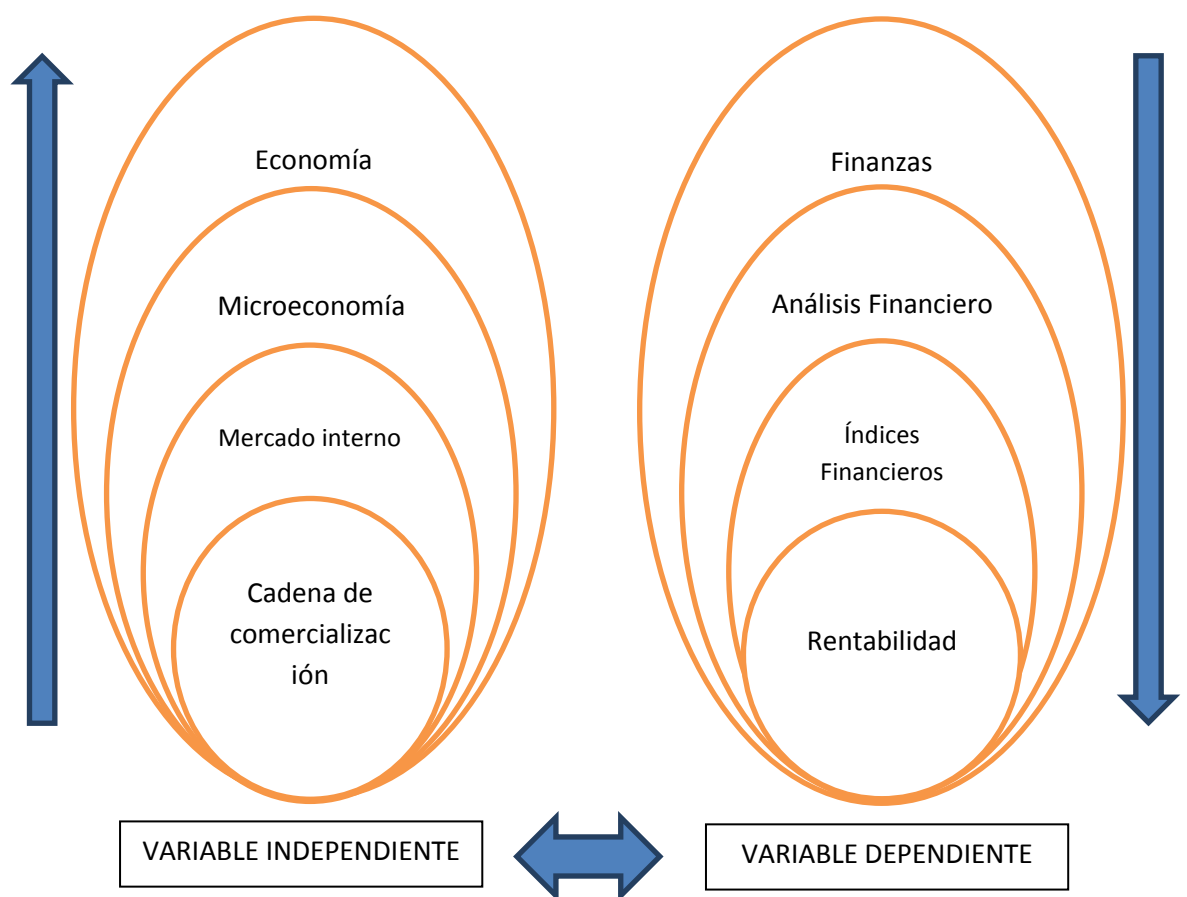 Economía
Microeconomía
Mercado interno
Cadena de
comercializac
ión
VARIABLE INDEPENDIENTE
Finanzas
Análisis Financiero
Índices
Financieros
Rentabilidad
VARIABLE DEPENDIENTE